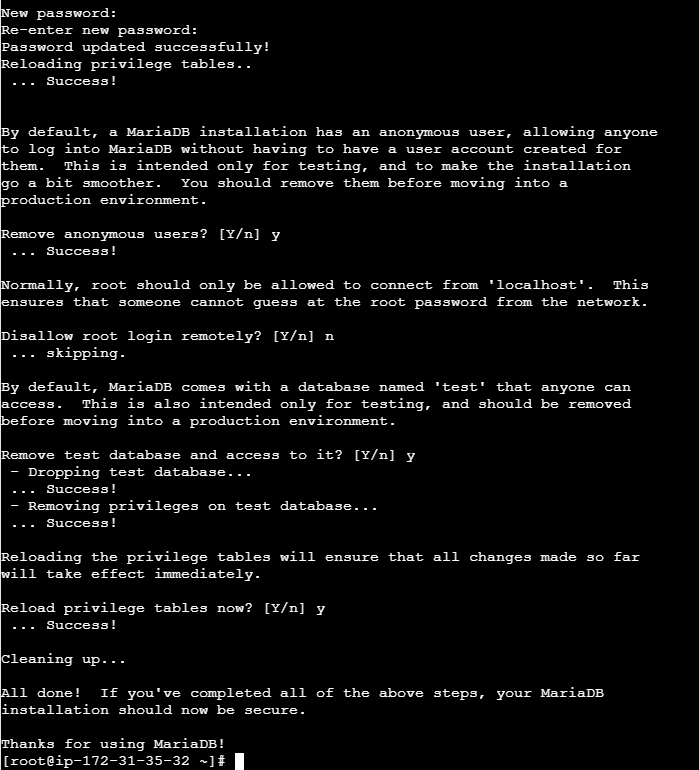 New password:
Re-enter new password:
Password updated successfully!
Reloading privilege tables..
 ... Success!
By default, a MariaDB installation has an anonymous user, allowing anyone
to log into MariaDB without having to have a user account created for
them.  This is intended only for testing, and to make the installation
go a bit smoother.  You should remove them before moving into a
production environment.
Remove anonymous users? [Y/n] y
 ... Success!
Normally, root should only be allowed to connect from 'localhost'.  This
ensures that someone cannot guess at the root password from the network.
Disallow root login remotely? [Y/n] n
 ... skipping.
By default, MariaDB comes with a database named 'test' that anyone can
access.  This is also intended only for testing, and should be removed
before moving into a production environment.
Remove test database and access to it? [Y/n] y
 - Dropping test database...
 ... Success!
 - Removing privileges on test database...
 ... Success!
Reloading the privilege tables will ensure that all changes made so far
will take effect immediately.
Reload privilege tables now? [Y/n] y
 ... Success!
Cleaning up...
All done!  If you've completed all of the above steps, your MariaDB
installation should now be secure.
Thanks for using MariaDB!
[root@ip-172-31-35-32 ~]#